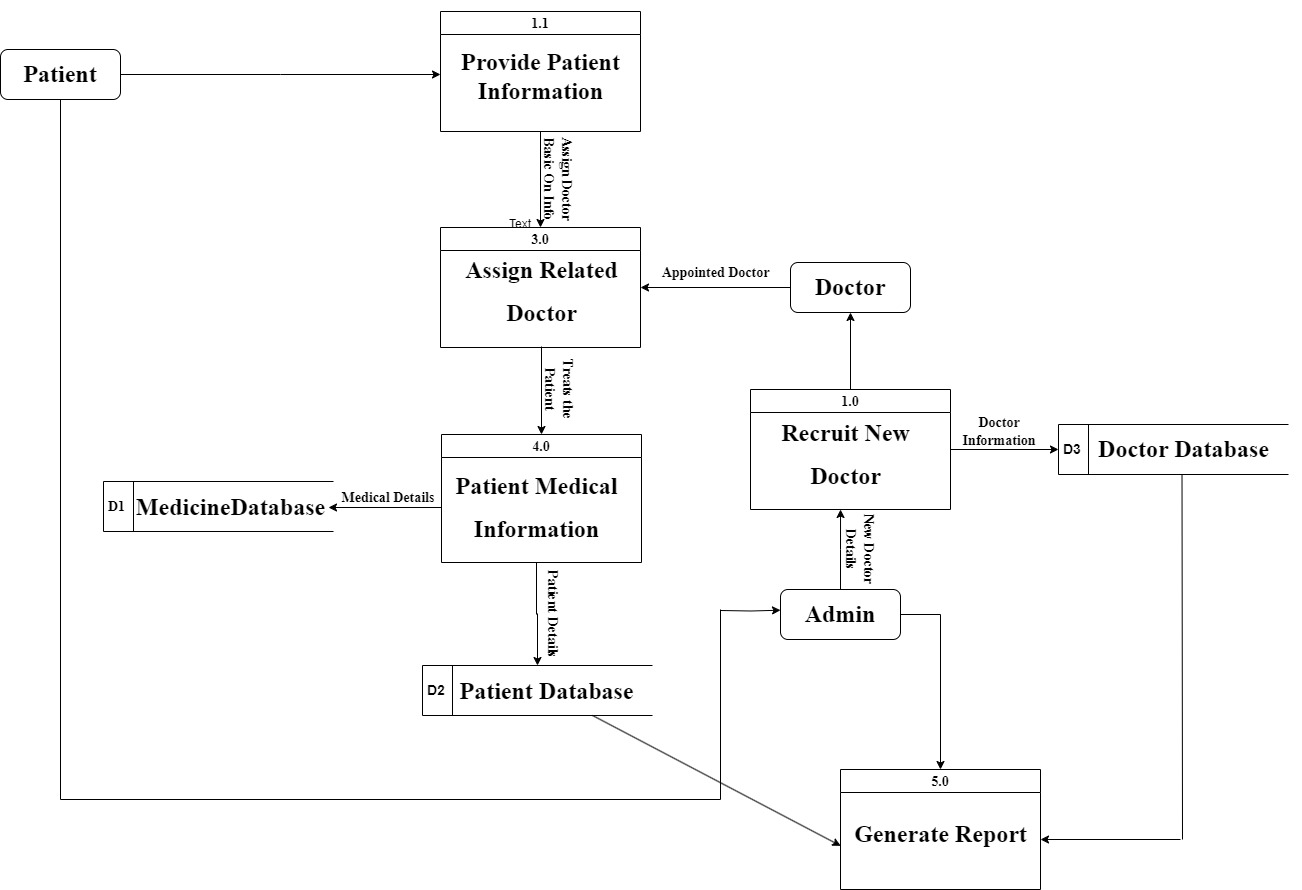 1.1
Provide Patient
Information
Patient
Assign Doctor
Basic On Info
Text
3.0
Assign Related
Doctor
Appointed Doctor
Doctor
Treats the
Patient
1.0
Recruit New
Doctor
Doctor
Information
D3
Doctor Database
4.0
Patient Medical
Information
Medical Details
D1
MedicineDatabase
New Doctor
Details
Patient Details
Admin
D2
Patient Database
5.0
Generate Report